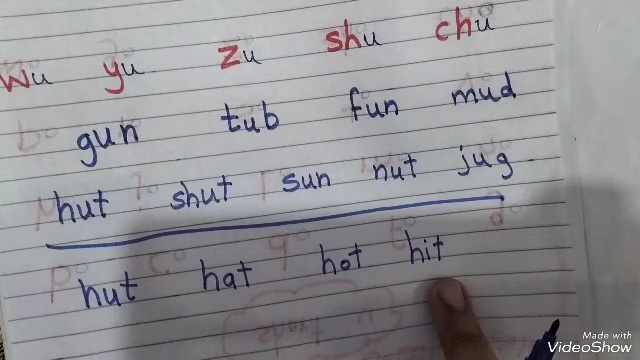 wu yu zu shu chu
gun tub fun mud
hut shut sun nut jug
hut hat hot hit
Made with
VideoShow